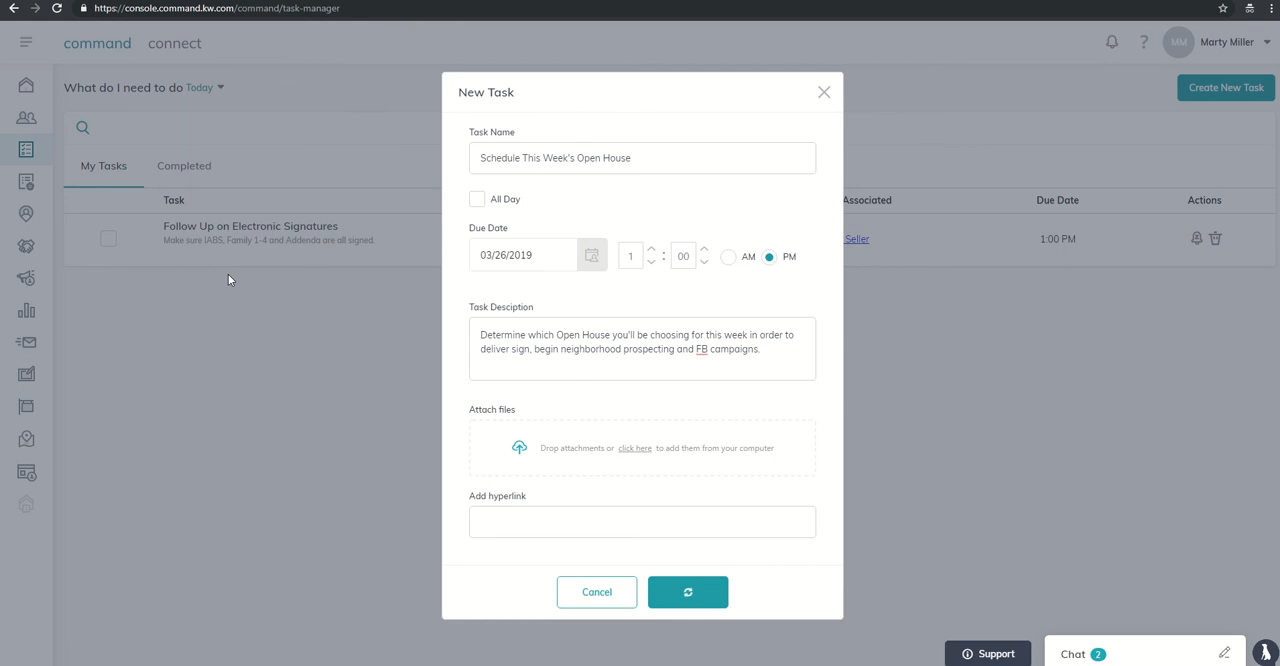 https://console.command.kw.com/command/task-manager
command connect
MM Marty Miller
What do I need to do Today
Create New Task
My Tasks Completed
Task
Associated
Due Date
Actions
Follow Up on Electronic Signatures
Make sure IABS, Family 1-4 and Addenda are all signed.
Seller
1:00 PM
New Task
Task Name
Schedule This Week's Open House
All Day
Due Date
03/26/2019 1 : 00 AM PM
Task Desciption
Determine which Open House you'll be choosing for this week in order to
deliver sign, begin neighborhood prospecting and FB campaigns.
Attach files
Drop attachments or click here to add them from your computer
Add hyperlink
Cancel
Support
Chat 2